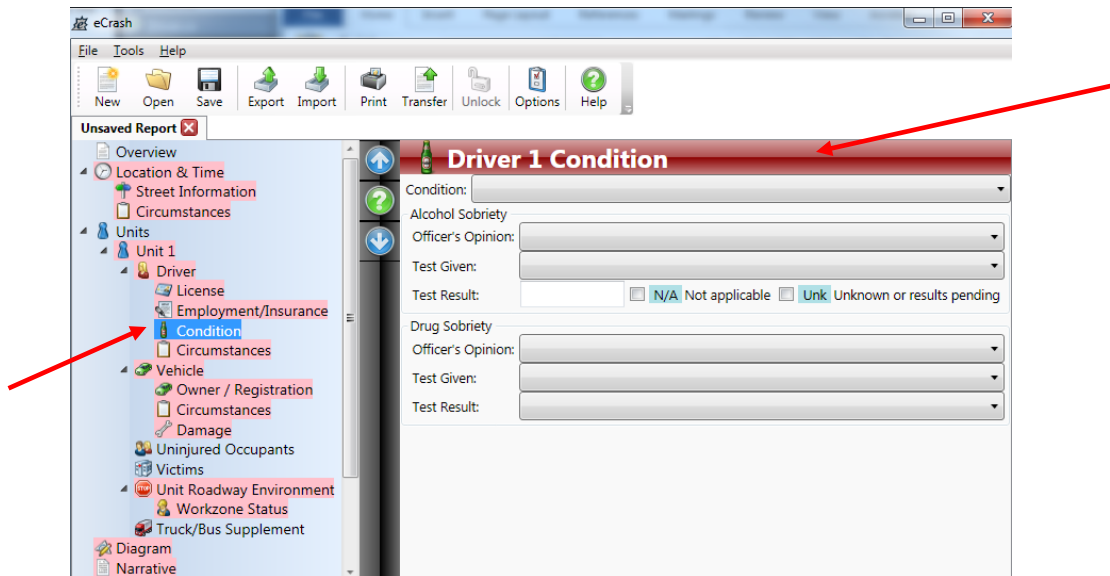 eCrash
File Tools Help
New Open Save Export Import Print Transfer Unlock Options Help
Unsaved Report
Overview
Location & Time
Street Information
Circumstances
Units
Unit 1
Driver
License
Employment/Insurance
Condition
Circumstances
Vehicle
Owner / Registration
Circumstances
Damage
Uninjured Occupants
Victims
Unit Roadway Environment
Workzone Status
Truck/Bus Supplement
Diagram
Narrative
Driver 1 Condition
Condition:
Alcohol Sobriety
Officer's Opinion:
Test Given:
Test Result: N/A Not applicable Unk Unknown or results pending
Drug Sobriety
Officer's Opinion:
Test Given:
Test Result: